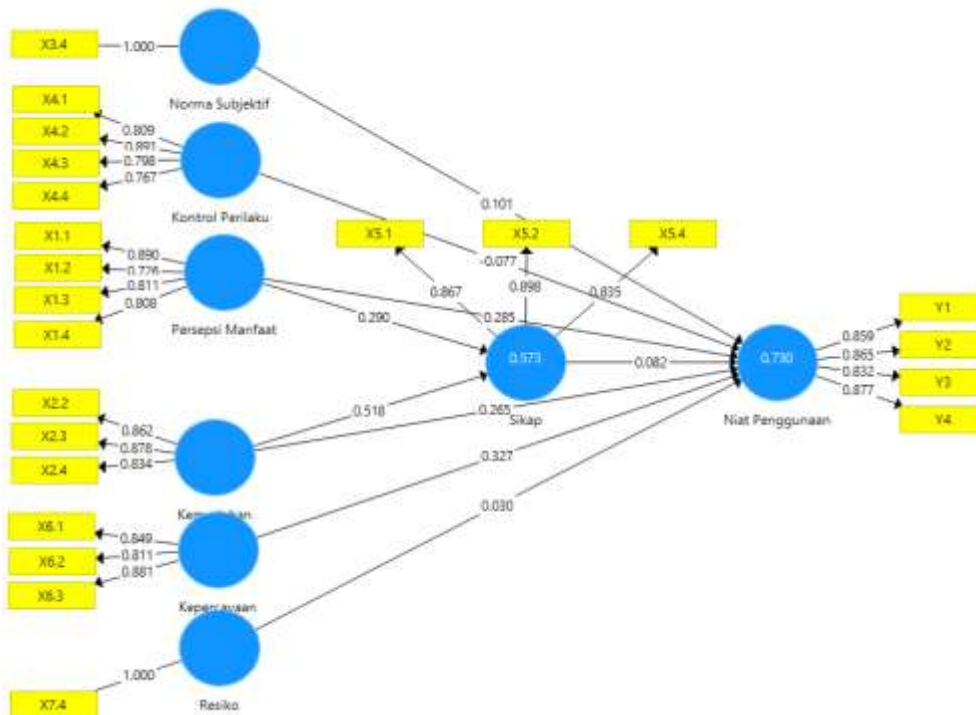 X3.4
1.000
Norma Subjektif
X4.1
X4.2
X4.3
X4.4
0.809
0.891
0.798
0.767
Kontrol Perilaku
X1.1
X1.2
X1.3
X1.4
0.890
0.776
0.811
0.808
Persepsi Manfaat
X2.2
X2.3
X2.4
0.862
0.878
0.834
X6.1
X6.2
X6.3
0.849
0.811
0.881
Kepercayaan
X7.4
1.000
Resiko
X5.1
X5.2
X5.4
0.867
0.898
0.835
0.101
-0.077
0.285
0.290
0.518
0.265
0.082
0.327
0.030
0.573
Sikap
0.730
Niat Penggunaan
0.859
0.865
0.832
0.877
Y1
Y2
Y3
Y4